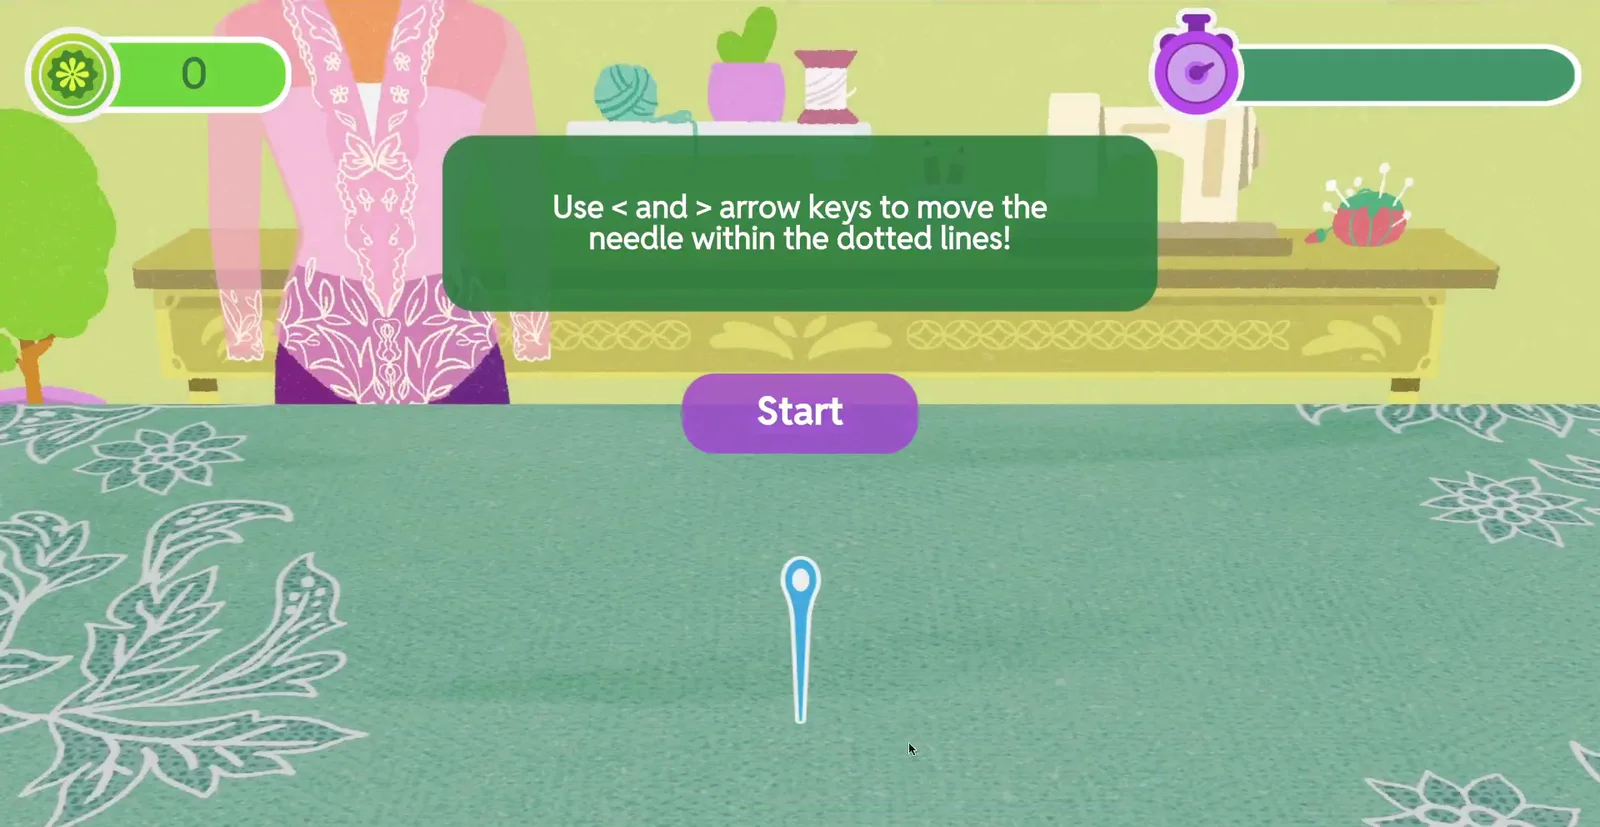 0
Use < and > arrow keys to move the
needle within the dotted lines!
Start